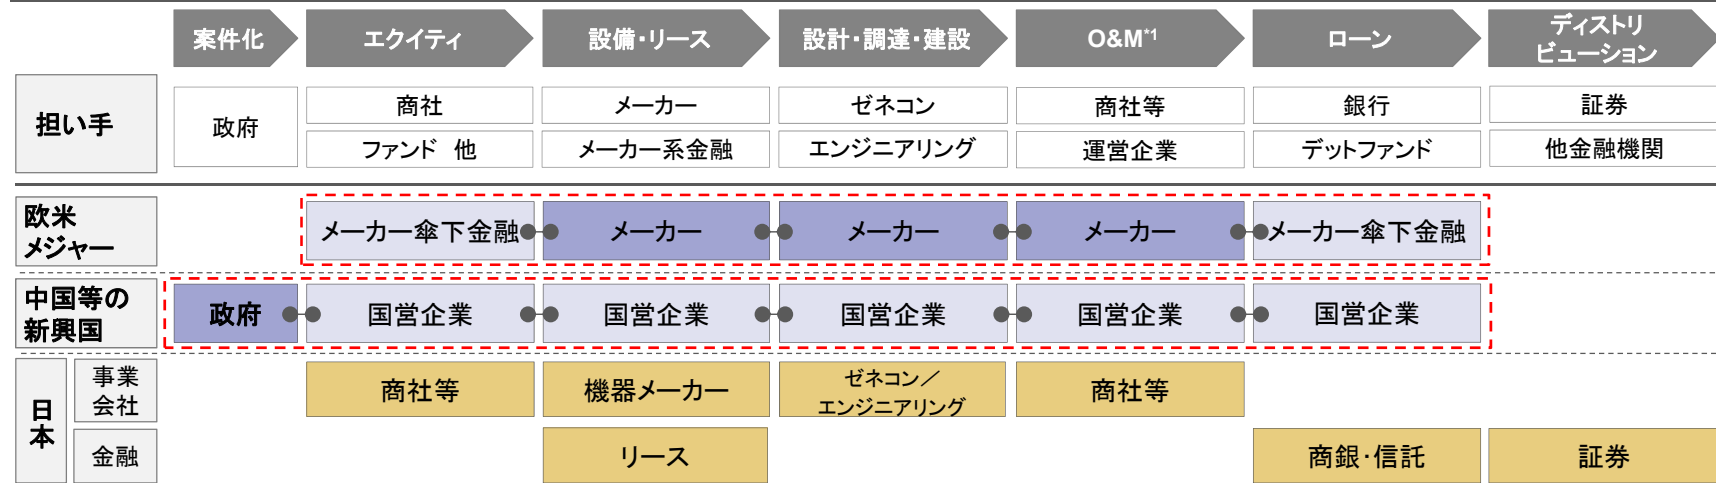 案件化
エクイティ
設備・リース
設計・調達・建設
O&M*1
ローン
ディストリ
ビューション
担い手
政府
商社
メーカー
ゼネコン
商社等
銀行
証券
ファンド 他
メーカー系金融
エンジニアリング
運営企業
デットファンド
他金融機関
欧米
メジャー
メーカー傘下金融
メーカー
メーカー
メーカー
メーカー傘下金融
中国等の
新興国
政府
国営企業
国営企業
国営企業
国営企業
国営企業
日本
事業
会社
商社等
機器メーカー
ゼネコン／
エンジニアリング
商社等
金融
リース
商銀・信託
証券